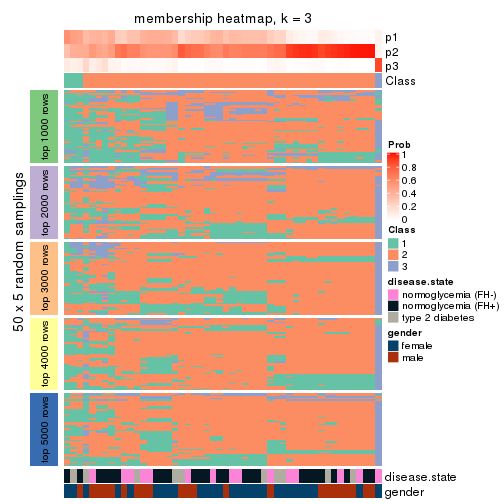 membership heatmap, k = 3
p1
p2
p3
Class
50 x 5 random samplings
top 1000 rows
top 2000 rows
top 3000 rows
top 4000 rows
top 5000 rows
Prob
1
0.8
0.6
0.4
0.2
0
Class
1
2
3
disease.state
normoglycemia (FH-)
normoglycemia (FH+)
type 2 diabetes
gender
female
male
disease.state
gender